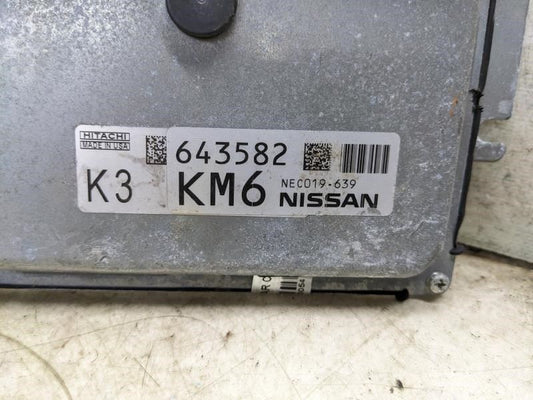 HITACHI
MADE IN USA
643582
K3
KM6
NEC019-639
NISSAN